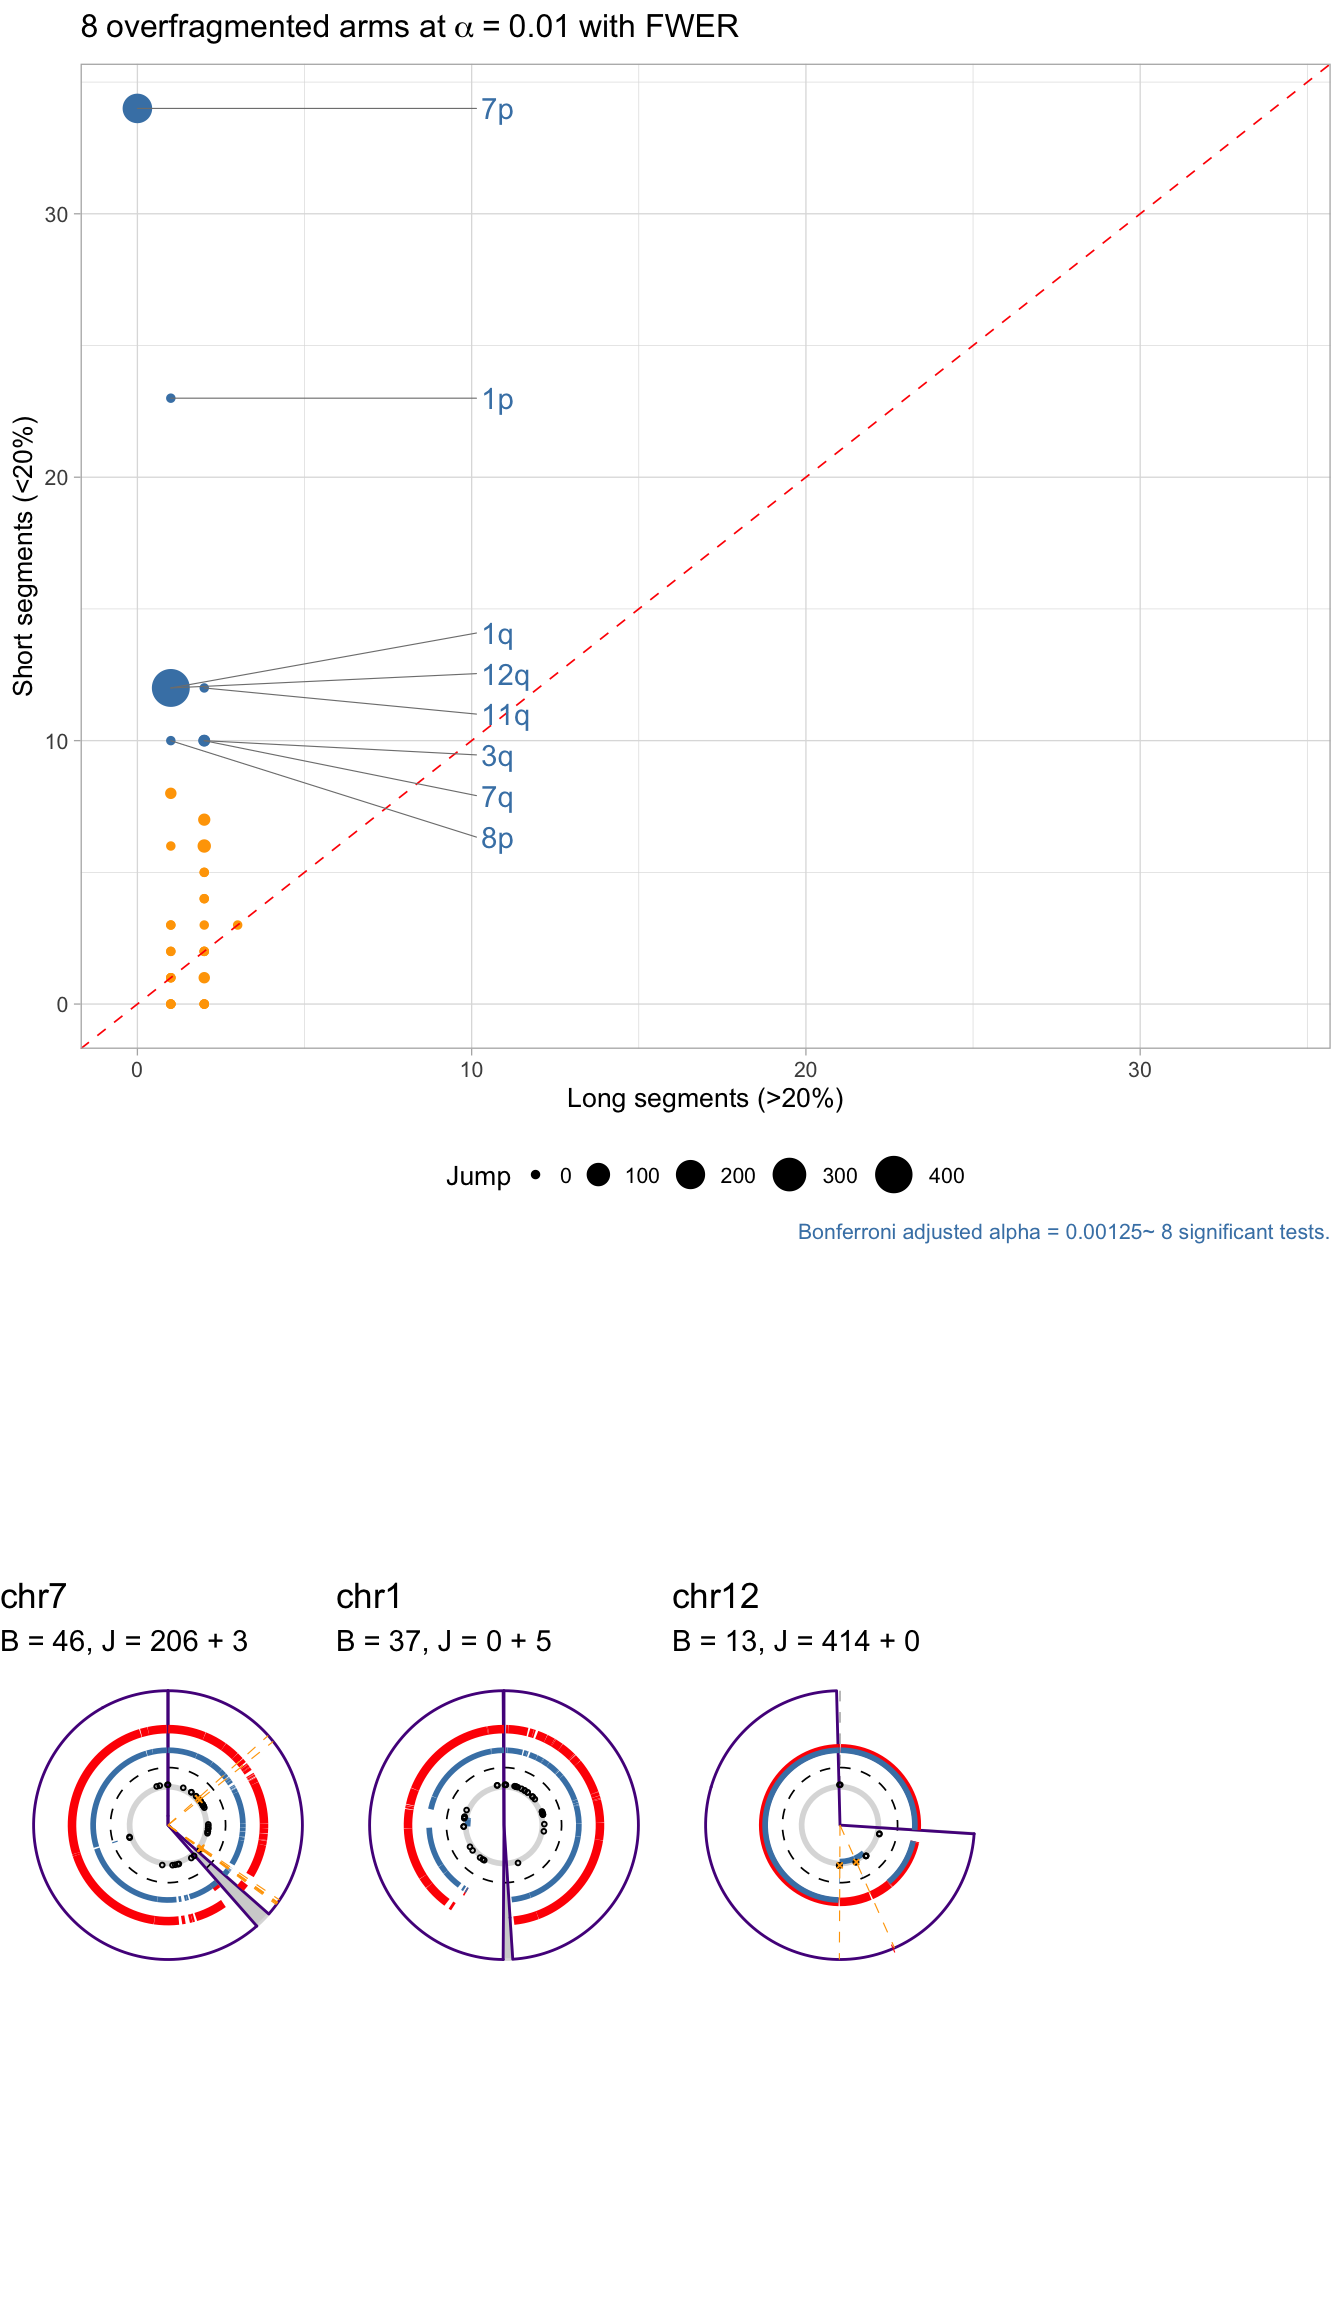 8 overfragmented arms at α = 0.01 with FWER
7p
30
1p
Short segments (<20%)
20
1q
12q
11q
10
3q
7q
8p
0
0 10 20 30
Long segments (>20%)
Jump 0 100 200 300 400
Bonferroni adjusted alpha = 0.00125~ 8 significant tests.
chr7
B = 46, J = 206 + 3
chr1
B = 37, J = 0 + 5
chr12
B = 13, J = 414 + 0